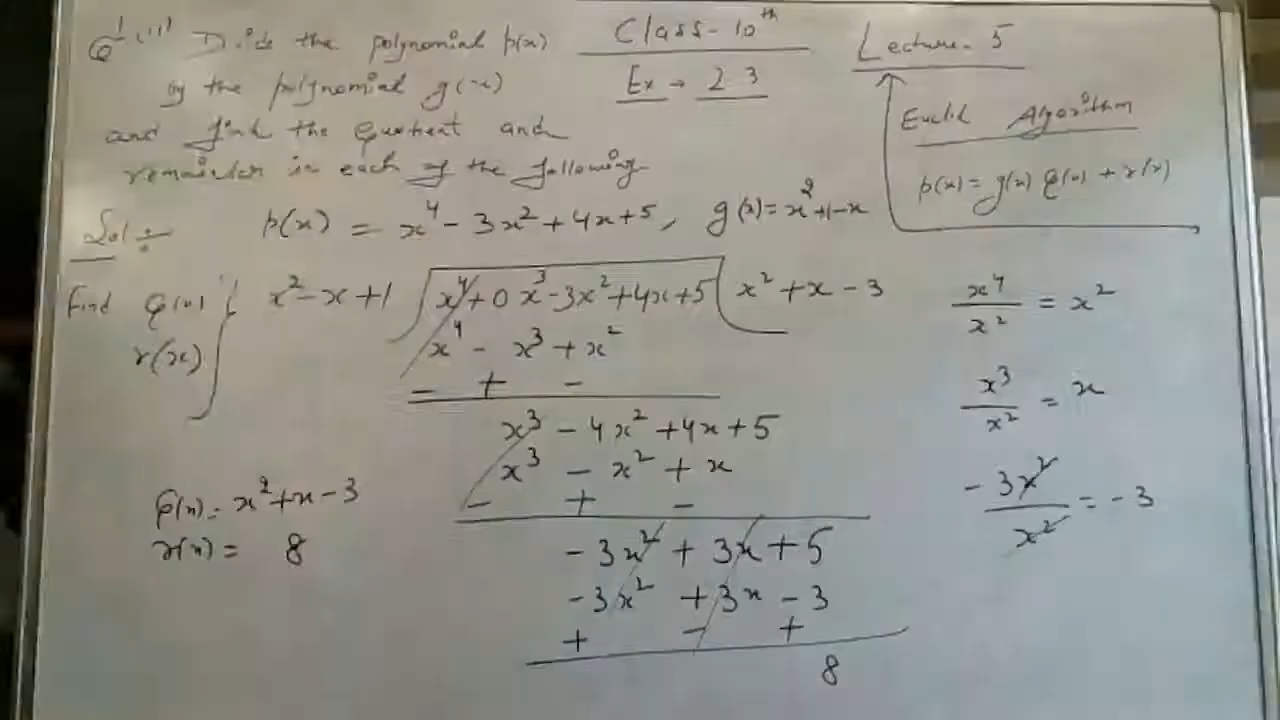 Q 1 (ii) Divide the polynomial p(x)
by the polynomial g(x)
and find the quotient and
remainder in each of the following.
Class - 10th
Ex → 2.3
Lecture - 5
Euclid Algorithm
p(x) = g(x) q(x) + r(x)
Sol ÷ p(x) = x⁴ - 3x² + 4x + 5, g(x) = x² + 1 - x
Find q(x)
r(x)
x² - x + 1 ) x⁴ + 0x³ - 3x² + 4x + 5 ( x² + x - 3
x⁴ - x³ + x²
- + -
x³ - 4x² + 4x + 5
x³ - x² + x
- + -
-3x² + 3x + 5
-3x² + 3x - 3
+ - +
8
q(x) = x² + x - 3
r(x) = 8
x⁴/x² = x²
x³/x² = x
-3x²/x² = -3